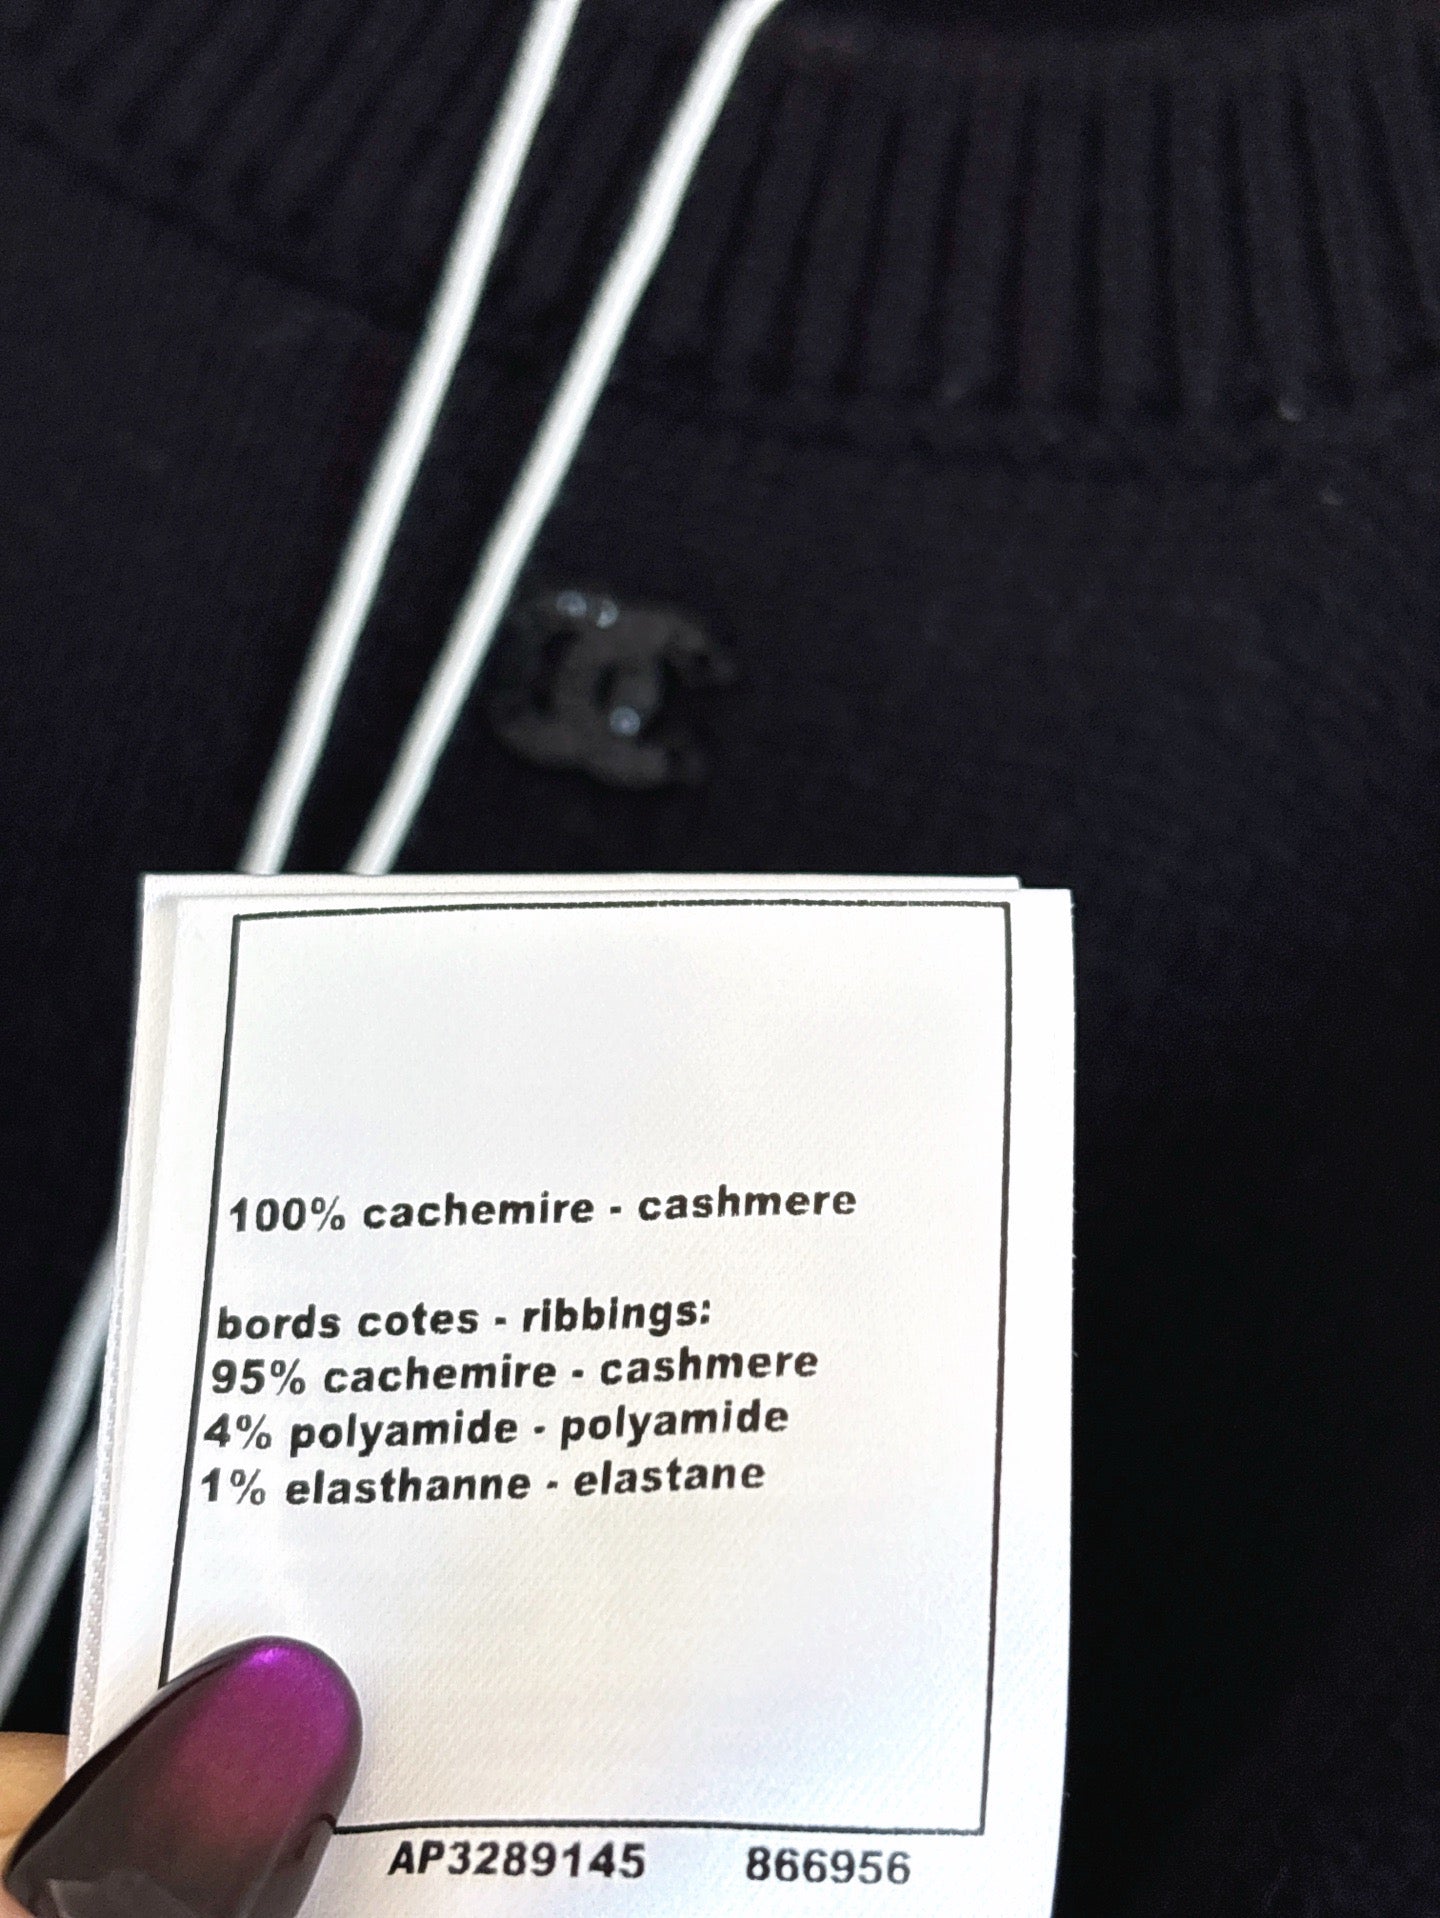 100% cachemire - cashmere
bords cotes - ribbings:
95% cachemire - cashmere
4% polyamide - polyamide
1% elasthanne - elastane
AP3289145 866956